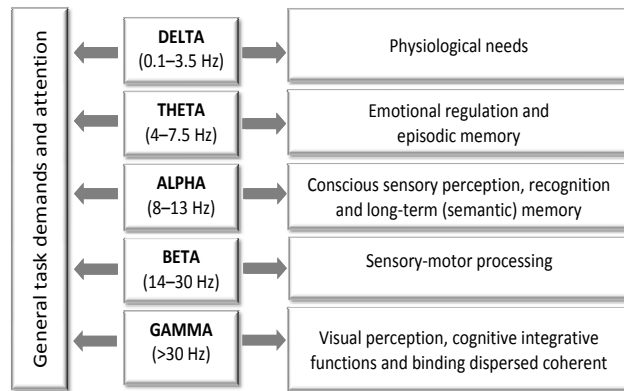 General task demands and attention
DELTA
(0.1–3.5 Hz)
Physiological needs
THETA
(4–7.5 Hz)
Emotional regulation and
episodic memory
ALPHA
(8–13 Hz)
Conscious sensory perception, recognition
and long-term (semantic) memory
BETA
(14–30 Hz)
Sensory-motor processing
GAMMA
(>30 Hz)
Visual perception, cognitive integrative
functions and binding dispersed coherent